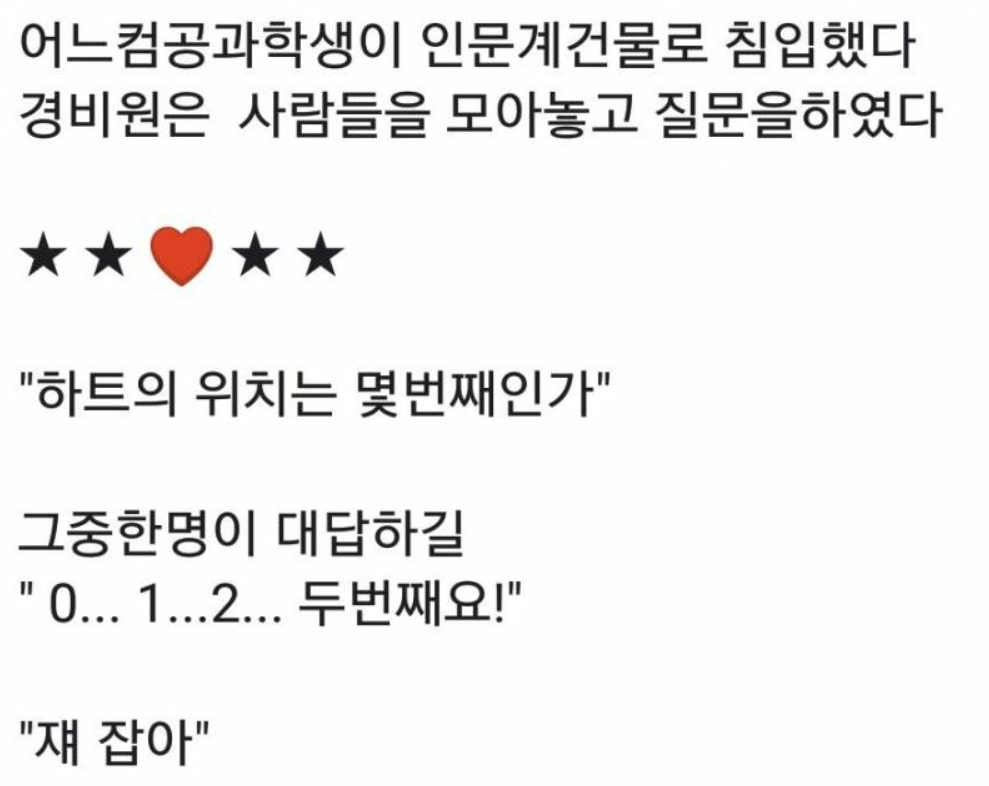 어느컴공과학생이 인문계건물로 침입했다
경비원은  사람들을 모아놓고 질문을하였다
★ ★ ❤ ★ ★
"하트의 위치는 몇번째인가"
그중한명이 대답하길
" 0... 1...2... 두번째요!"
"쟤 잡아"